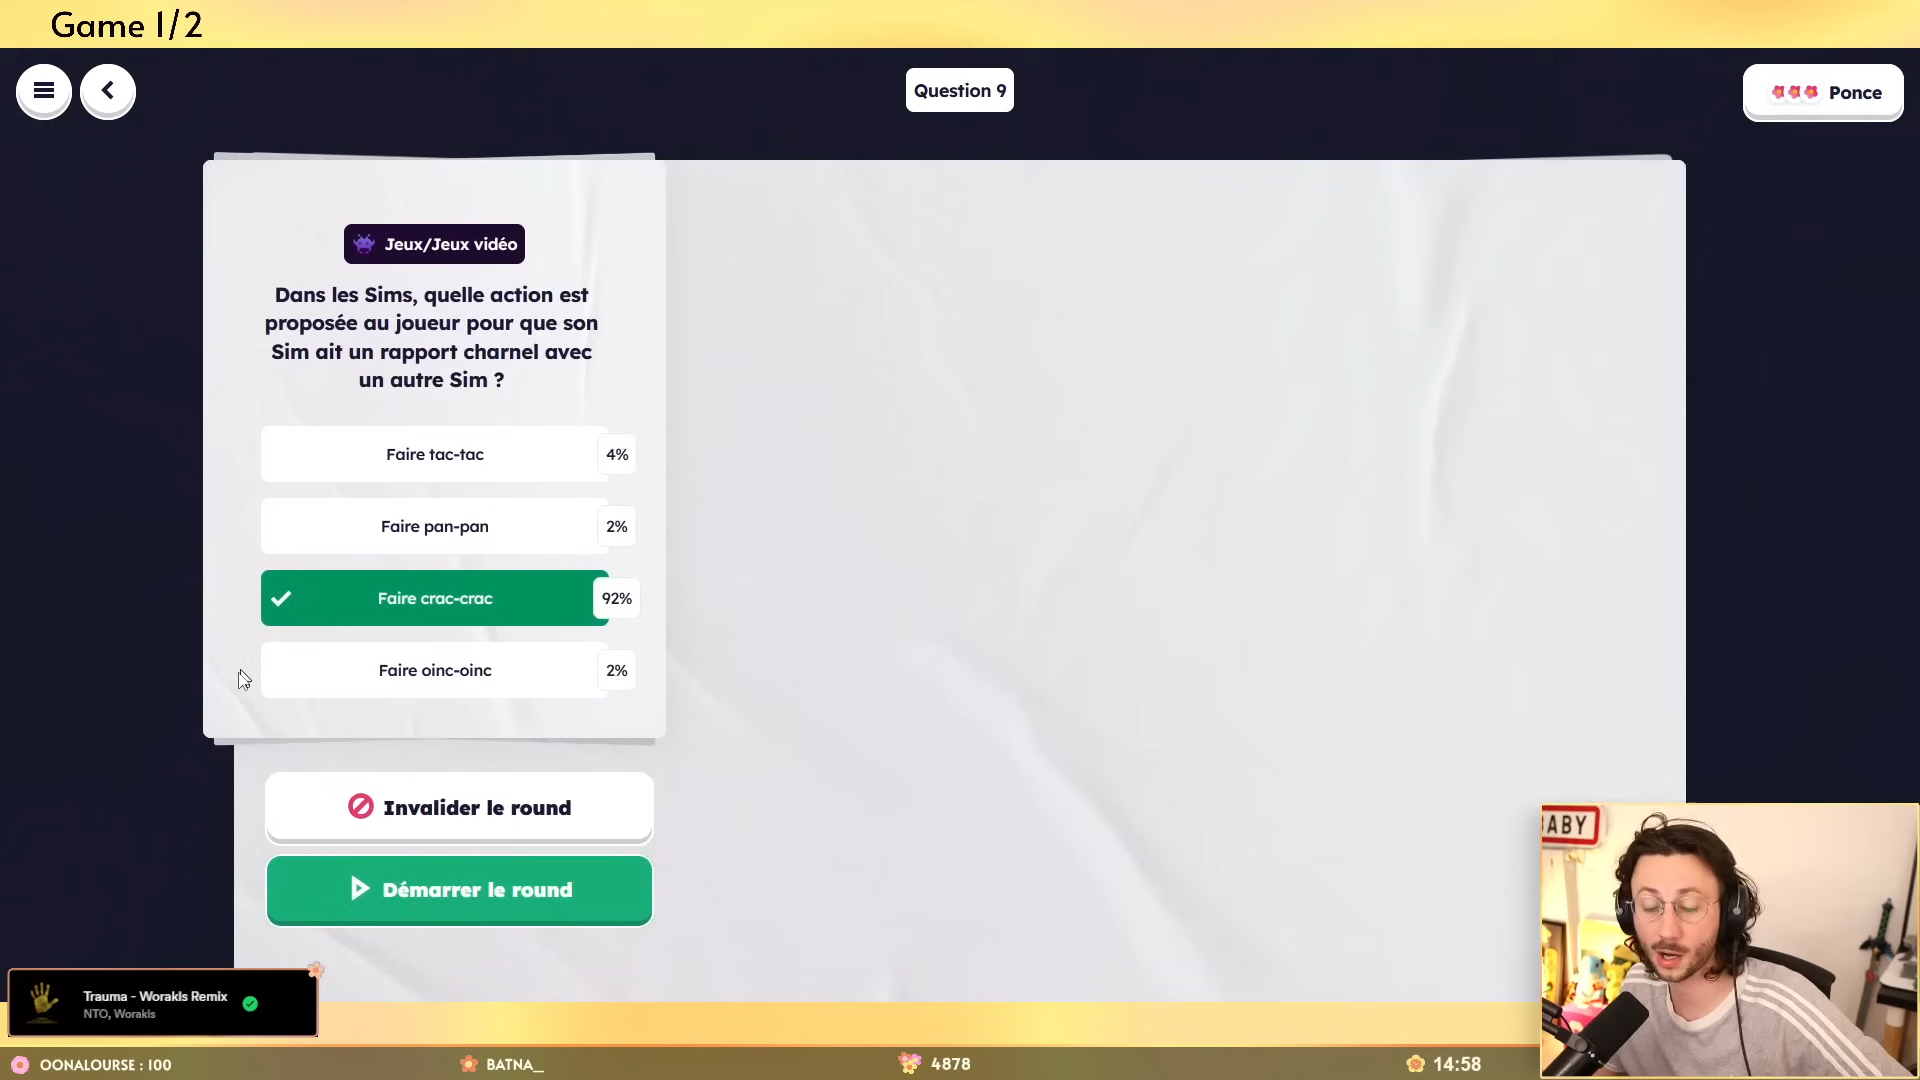 Game 1/2
Question 9
Ponce
Jeux/Jeux vidéo
Dans les Sims, quelle action est
proposée au joueur pour que son
Sim ait un rapport charnel avec
un autre Sim ?
Faire tac-tac
4%
Faire pan-pan
2%
Faire crac-crac
92%
Faire oinc-oinc
2%
Invalider le round
Démarrer le round
BABY
Trauma - Worakls Remix
NTO, Worakls
OONALOURSE : 100
BATNA_
4878
14:58